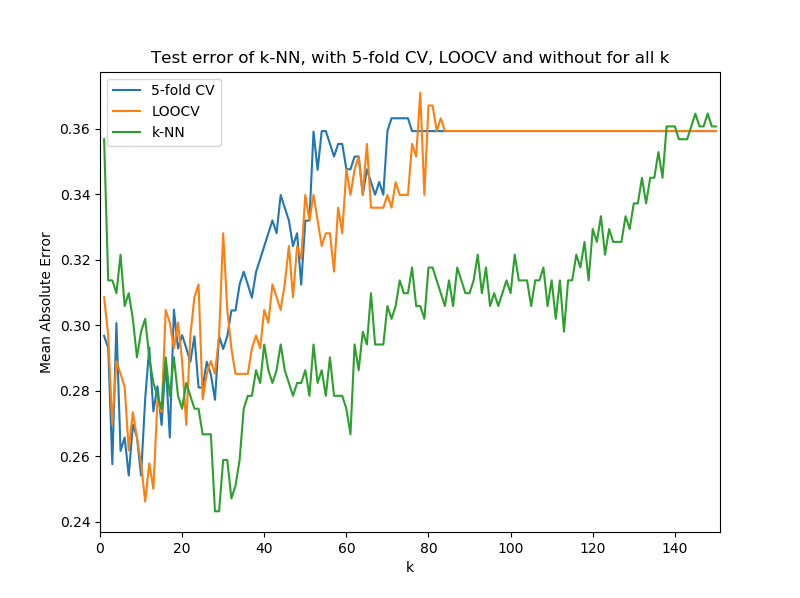 Test error of k-NN, with 5-fold CV, LOOCV and without for all k
5-fold CV
LOOCV
k-NN
Mean Absolute Error
0.36
0.34
0.32
0.30
0.28
0.26
0.24
0 20 40 60 80 100 120 140
k